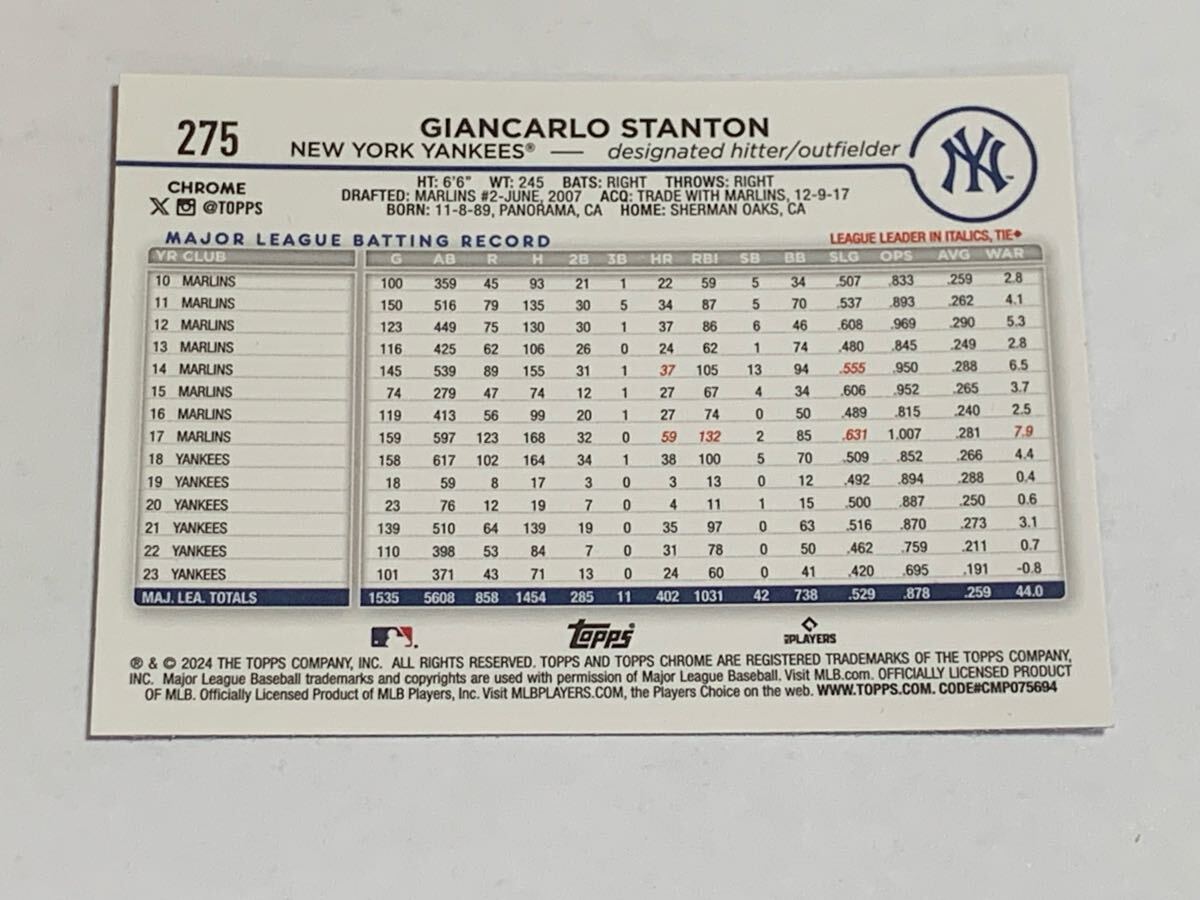 275
GIANCARLO STANTON
NEW YORK YANKEES® — designated hitter/outfielder
NY™
CHROME
X @TOPPS
HT: 6'6" WT: 245 BATS: RIGHT THROWS: RIGHT
DRAFTED: MARLINS #2-JUNE, 2007 ACQ: TRADE WITH MARLINS, 12-9-17
BORN: 11-8-89, PANORAMA, CA HOME: SHERMAN OAKS, CA
MAJOR LEAGUE BATTING RECORD LEAGUE LEADER IN ITALICS, TIE♦
YR CLUB G AB R H 2B 3B HR RBI SB BB SLG OPS AVG WAR
10 MARLINS 100 359 45 93 21 1 22 59 5 34 .507 .833 .259 2.8
11 MARLINS 150 516 79 135 30 5 34 87 5 70 .537 .893 .262 4.1
12 MARLINS 123 449 75 130 30 1 37 86 6 46 .608 .969 .290 5.3
13 MARLINS 116 425 62 106 26 0 24 62 1 74 .480 .845 .249 2.8
14 MARLINS 145 539 89 155 31 1 37 105 13 94 .555 .950 .288 6.5
15 MARLINS 74 279 47 74 12 1 27 67 4 34 .606 .952 .265 3.7
16 MARLINS 119 413 56 99 20 1 27 74 0 50 .489 .815 .240 2.5
17 MARLINS 159 597 123 168 32 0 59 132 2 85 .631 1.007 .281 7.9
18 YANKEES 158 617 102 164 34 1 38 100 5 70 .509 .852 .266 4.4
19 YANKEES 18 59 8 17 3 0 3 13 0 12 .492 .894 .288 0.4
20 YANKEES 23 76 12 19 7 0 4 11 1 15 .500 .887 .250 0.6
21 YANKEES 139 510 64 139 19 0 35 97 0 63 .516 .870 .273 3.1
22 YANKEES 110 398 53 84 7 0 31 78 0 50 .462 .759 .211 0.7
23 YANKEES 101 371 43 71 13 0 24 60 0 41 .420 .695 .191 -0.8
MAJ. LEA. TOTALS 1535 5608 858 1454 285 11 402 1031 42 738 .529 .878 .259 44.0
topps
PLAYERS
® & © 2024 THE TOPPS COMPANY, INC. ALL RIGHTS RESERVED. TOPPS AND TOPPS CHROME ARE REGISTERED TRADEMARKS OF THE TOPPS COMPANY,
INC. Major League Baseball trademarks and copyrights are used with permission of Major League Baseball. Visit MLB.com. OFFICIALLY LICENSED PRODUCT
OF MLB. Officially Licensed Product of MLB Players, Inc. Visit MLBPLAYERS.COM, the Players Choice on the web. WWW.TOPPS.COM. CODE#CMP075694